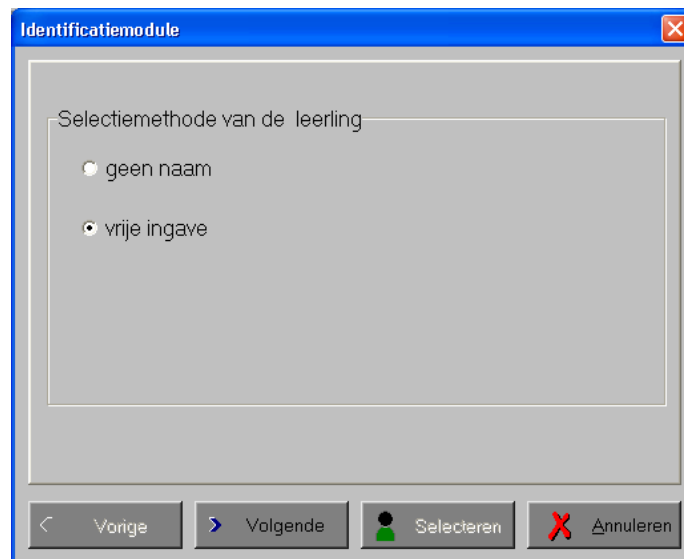 Identificatiemodule
Selectiemethode van de leerling
geen naam
vrije ingave
Vorige
Volgende
Selecteren
Annuleren